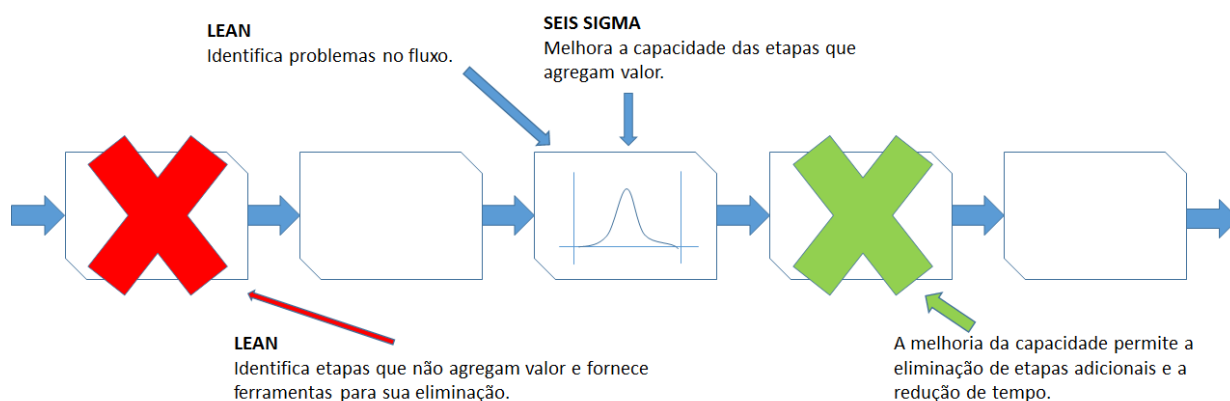 LEAN
Identifica problemas no fluxo.
SEIS SIGMA
Melhora a capacidade das etapas que
agregam valor.
LEAN
Identifica etapas que não agregam valor e fornece
ferramentas para sua eliminação.
A melhoria da capacidade permite a
eliminação de etapas adicionais e a
redução de tempo.